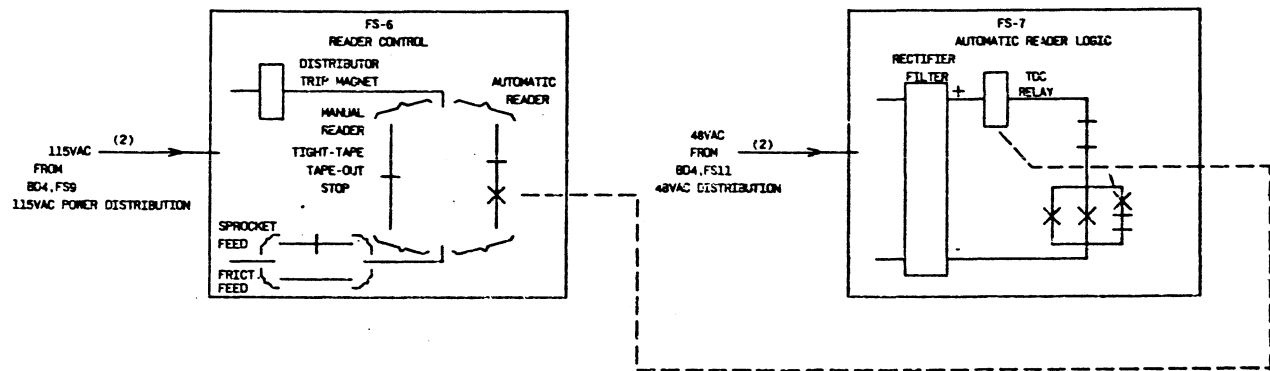 FS-6
READER CONTROL
DISTRIBUTOR
TRIP MAGNET
AUTOMATIC
READER
MANUAL
READER
TIGHT-TAPE
TAPE-OUT
STOP
115VAC
(2)
FROM
BD4,FS9
115VAC POWER DISTRIBUTION
SPROCKET
FEED
FRICT.
FEED
FS-7
AUTOMATIC READER LOGIC
RECTIFIER
FILTER
+
TDC
RELAY
48VAC
(2)
FROM
BD4,FS11
48VAC DISTRIBUTION